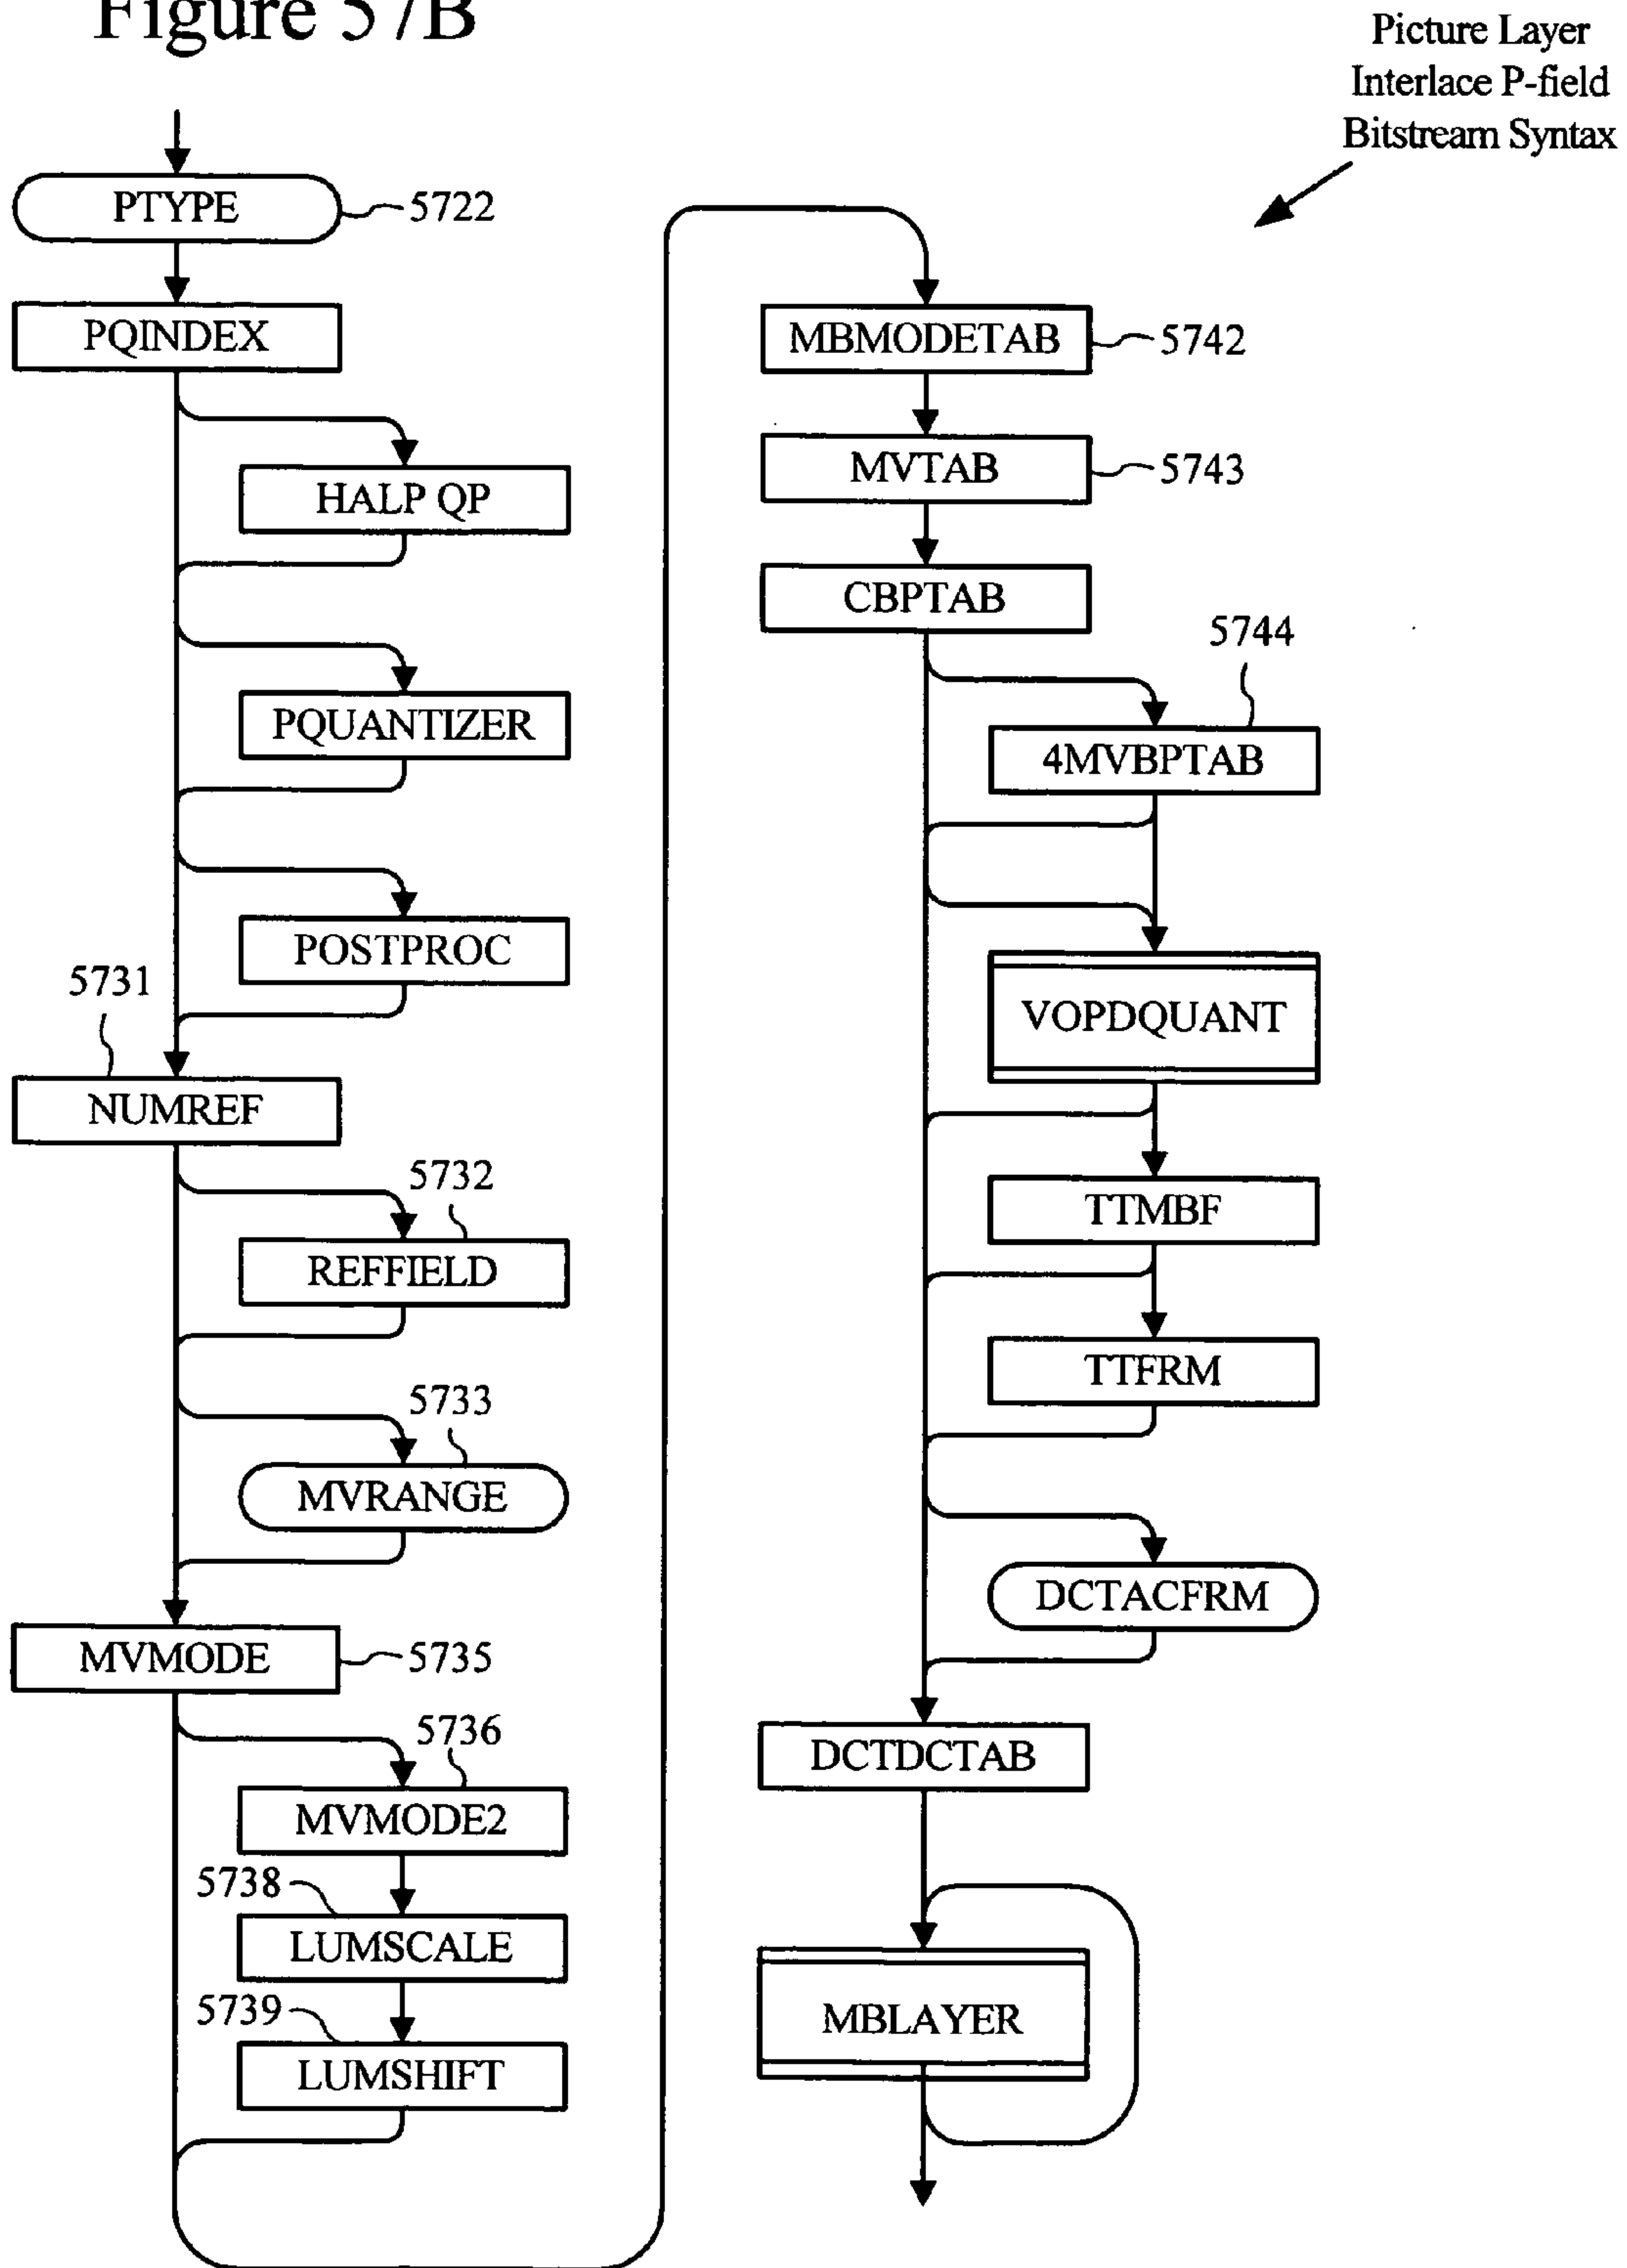 Figure 57B
Picture Layer
Interlace P-field
Bitstream Syntax
PTYPE
5722
PQINDEX
HALP QP
PQUANTIZER
POSTPROC
5731
NUMREF
5732
REFFIELD
5733
MVRANGE
MVMODE
5735
5736
MVMODE2
5738
LUMSCALE
5739
LUMSHIFT
MBMODETAB
5742
MVTAB
5743
CBPTAB
5744
4MVBPTAB
VOPDQUANT
TTMBF
TTFRM
DCTACFRM
DCTDCTAB
MBLAYER